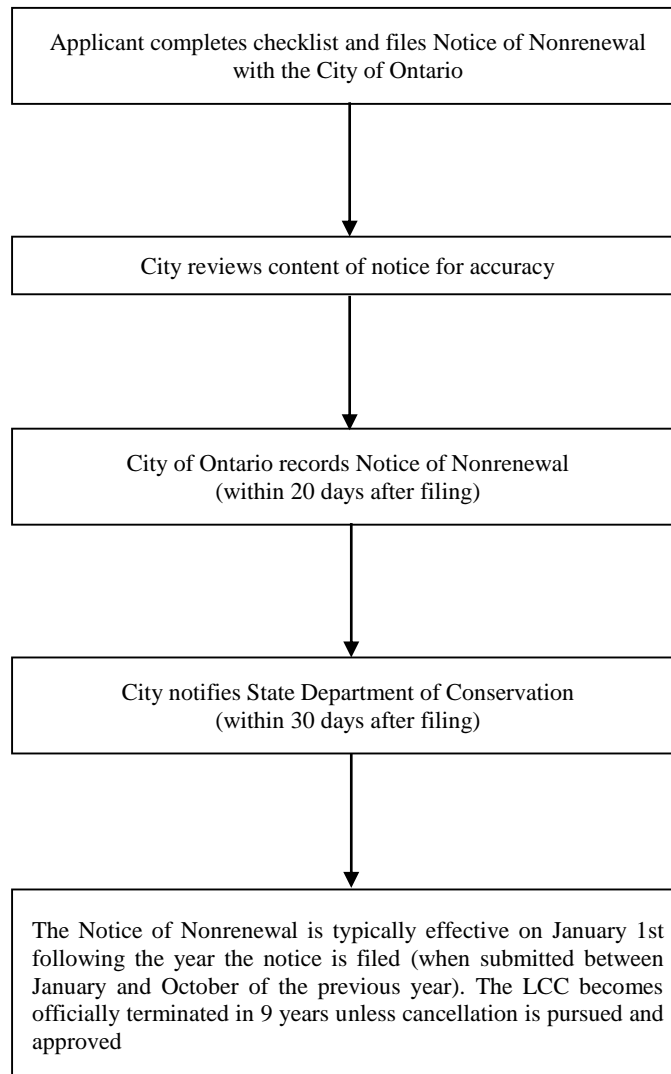 Applicant completes checklist and files Notice of Nonrenewal
with the City of Ontario
City reviews content of notice for accuracy
City of Ontario records Notice of Nonrenewal
(within 20 days after filing)
City notifies State Department of Conservation
(within 30 days after filing)
The Notice of Nonrenewal is typically effective on January 1st
following the year the notice is filed (when submitted between
January and October of the previous year). The LCC becomes
officially terminated in 9 years unless cancellation is pursued and
approved